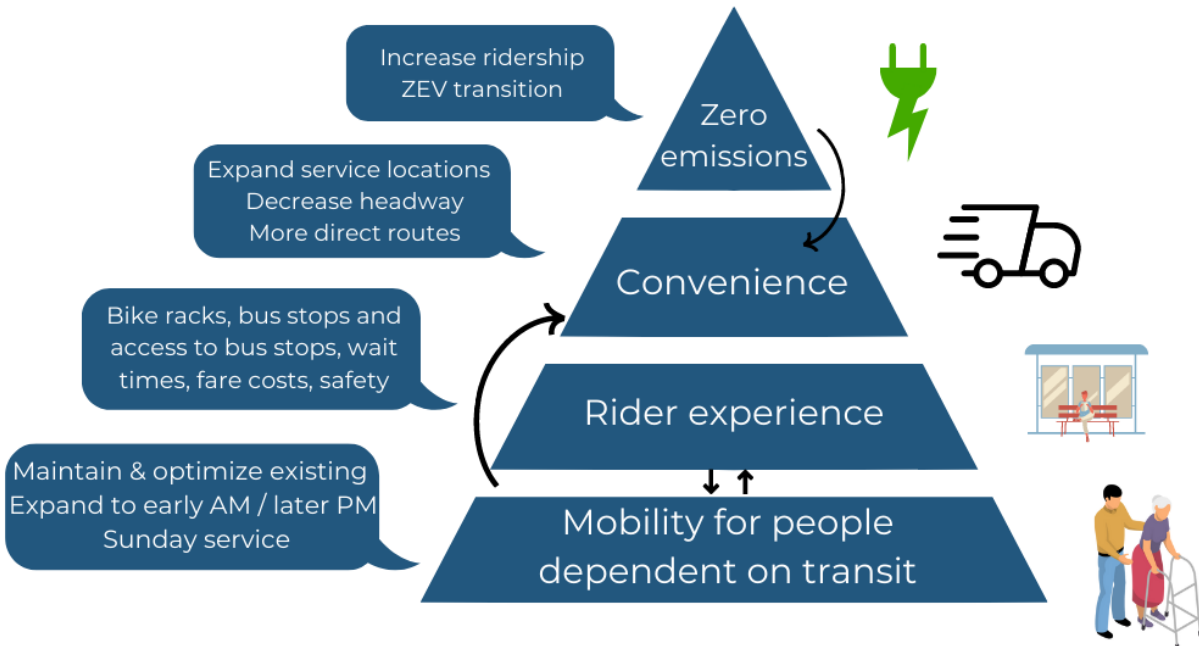 Increase ridership
ZEV transition
Zero
emissions
Expand service locations
Decrease headway
More direct routes
Convenience
Bike racks, bus stops and
access to bus stops, wait
times, fare costs, safety
Rider experience
Maintain & optimize existing
Expand to early AM / later PM
Sunday service
Mobility for people
dependent on transit